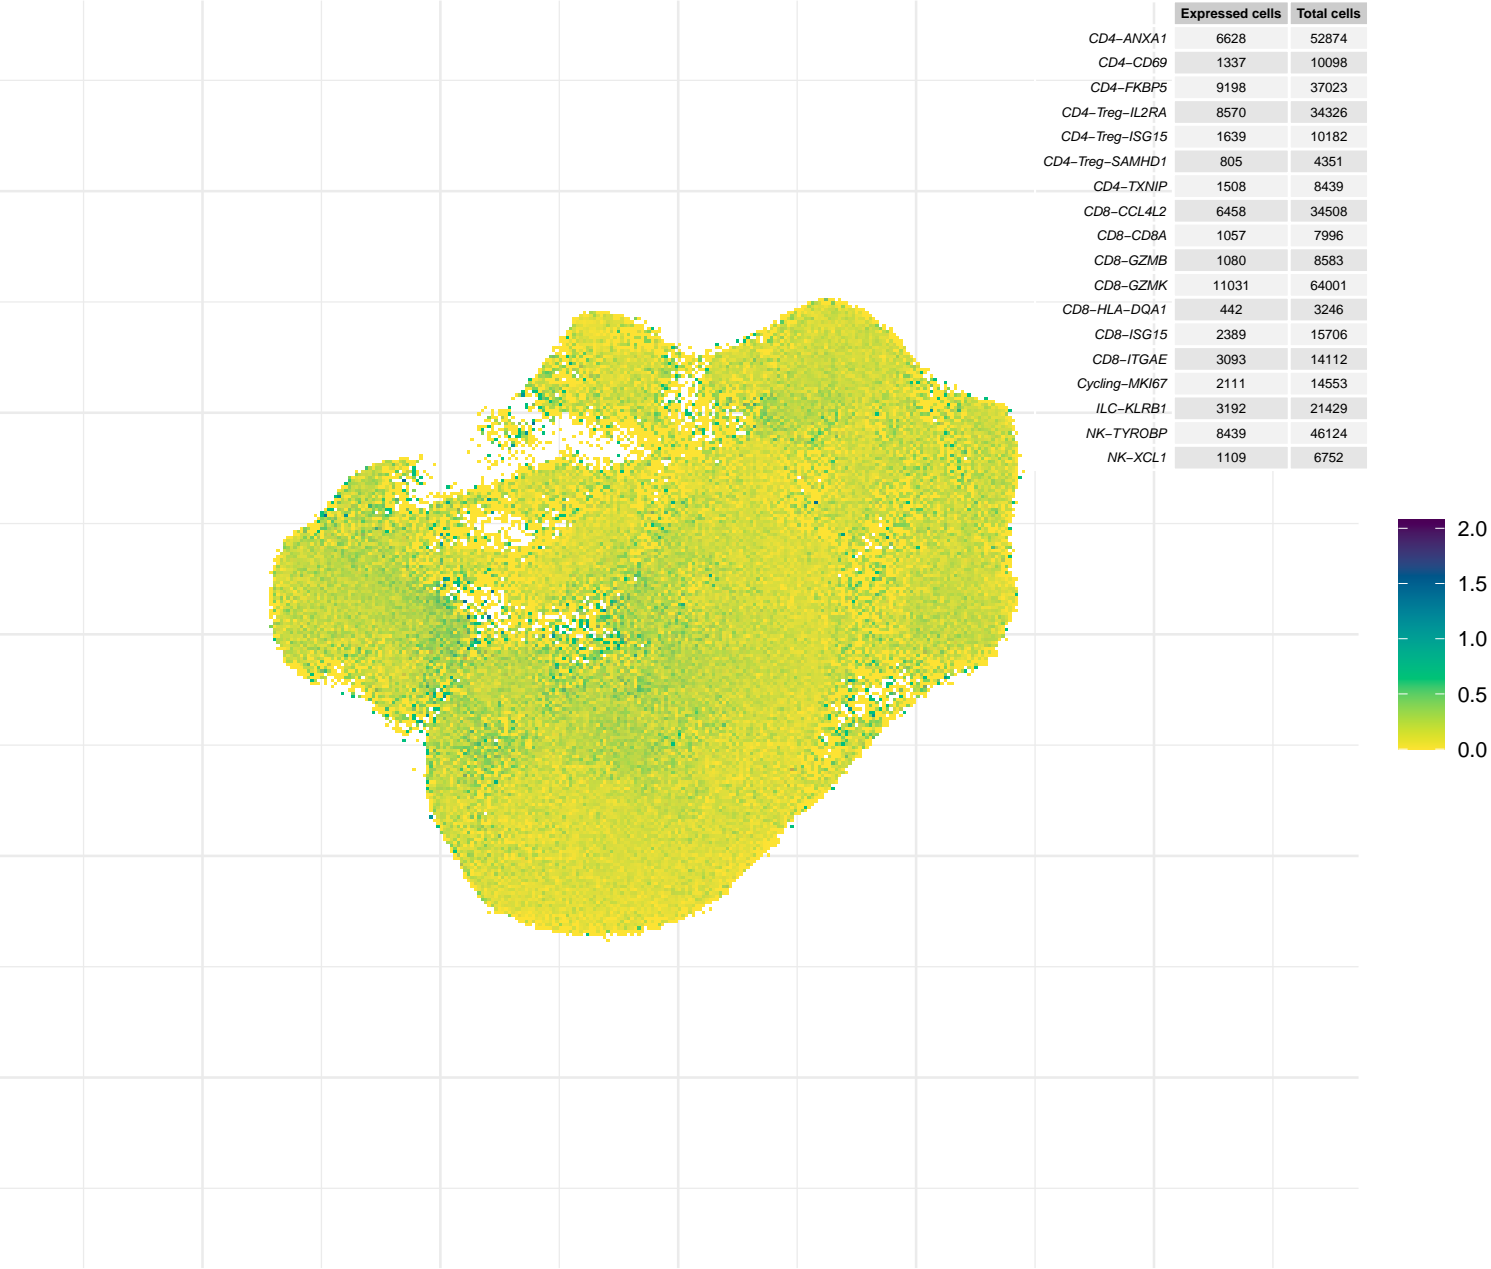 Expressed cells Total cells
CD4−ANXA1 6628 52874
CD4−CD69 1337 10098
CD4−FKBP5 9198 37023
CD4−Treg−IL2RA 8570 34326
CD4−Treg−ISG15 1639 10182
CD4−Treg−SAMHD1 805 4351
CD4−TXNIP 1508 8439
CD8−CCL4L2 6458 34508
CD8−CD8A 1057 7996
CD8−GZMB 1080 8583
CD8−GZMK 11031 64001
CD8−HLA−DQA1 442 3246
CD8−ISG15 2389 15706
CD8−ITGAE 3093 14112
Cycling−MKI67 2111 14553
ILC−KLRB1 3192 21429
NK−TYROBP 8439 46124
NK−XCL1 1109 6752
2.0
1.5
1.0
0.5
0.0